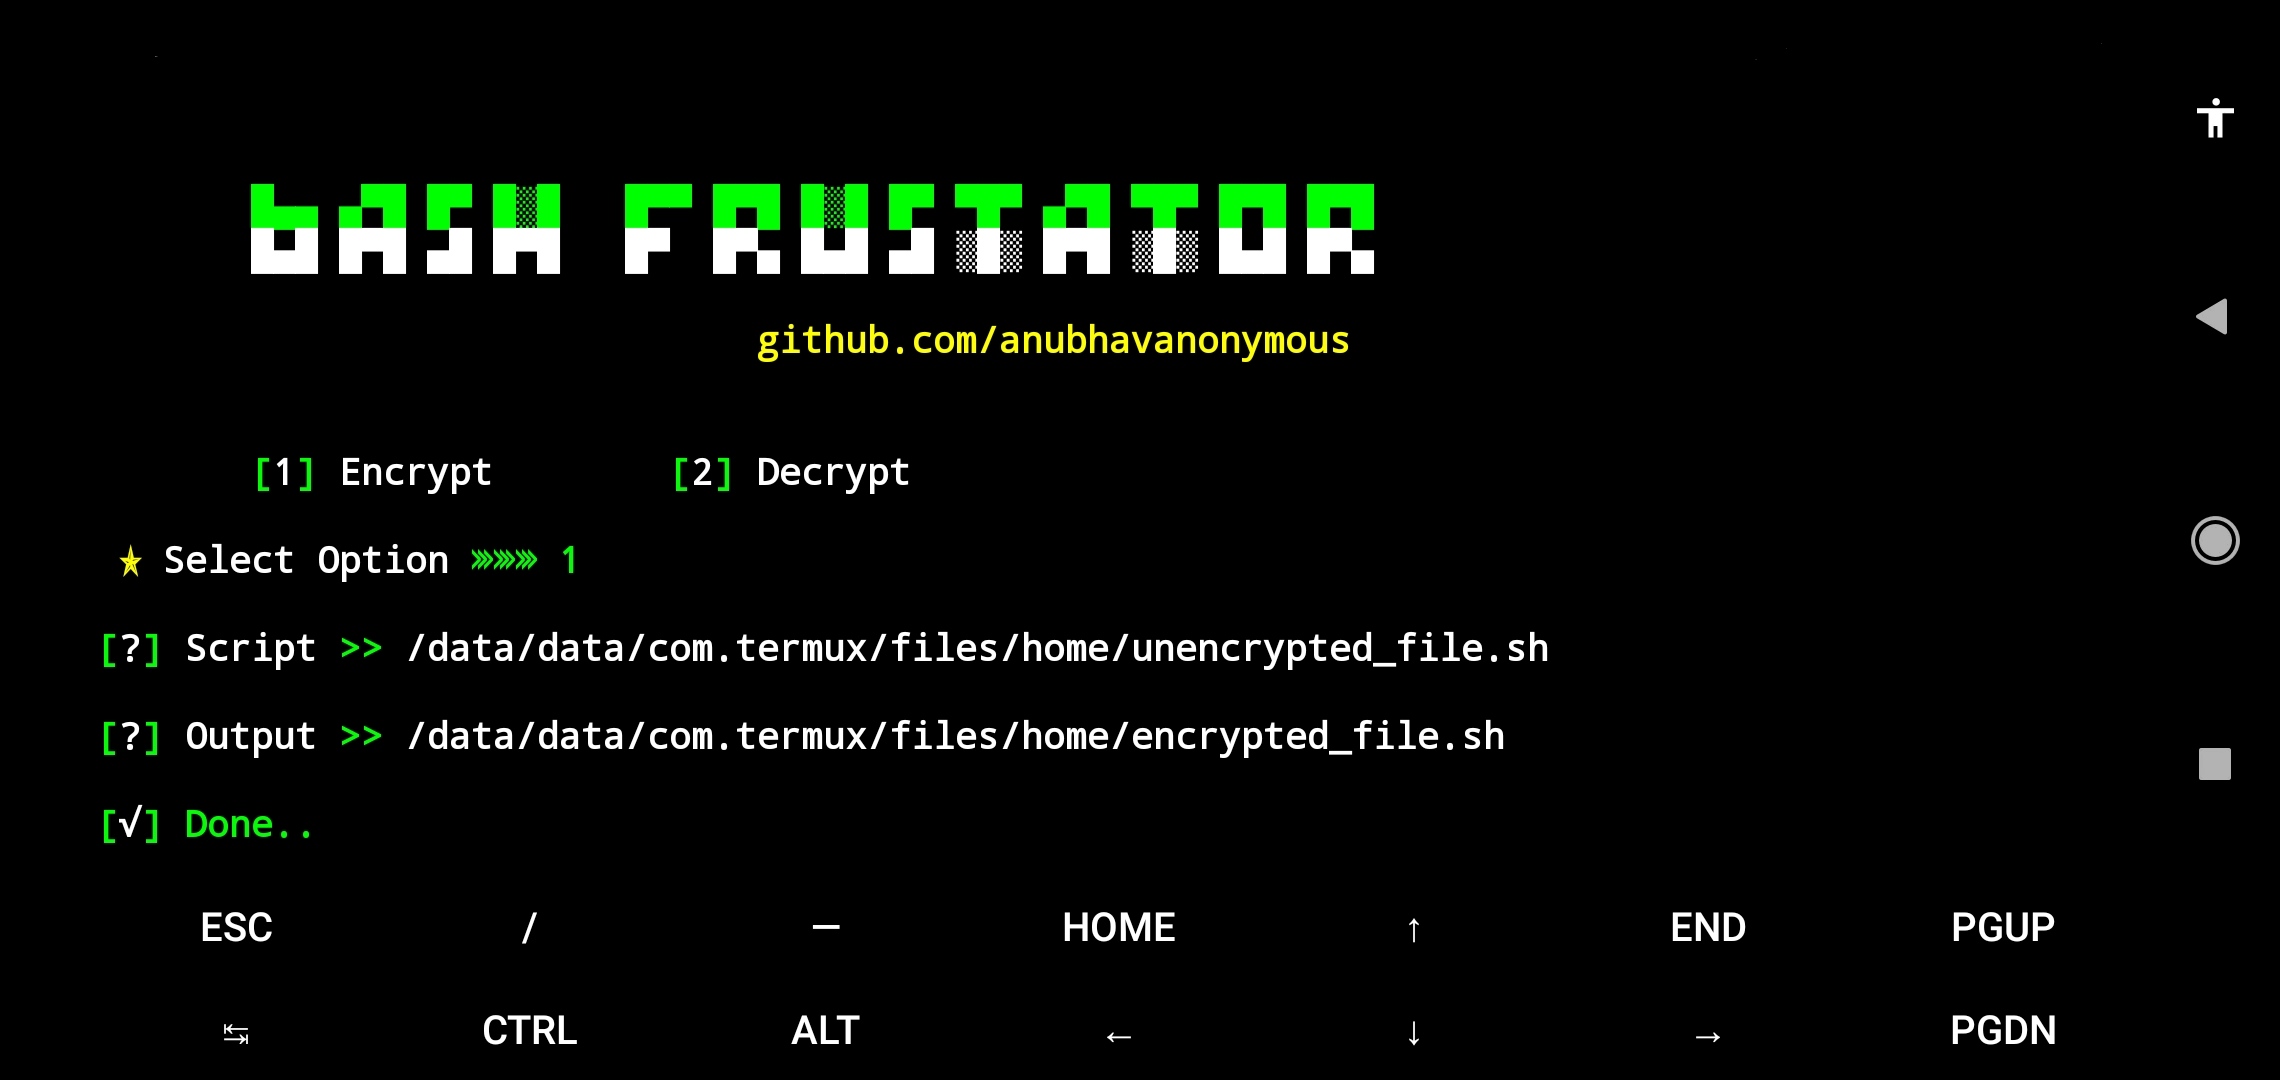 bASH FRUSTaTOR
github.com/anubhavanonymous
[1] Encrypt [2] Decrypt
★ Select Option ⋙⋙⋙ 1
[?] Script >> /data/data/com.termux/files/home/unencrypted_file.sh
[?] Output >> /data/data/com.termux/files/home/encrypted_file.sh
[√] Done..
ESC / — HOME ↑ END PGUP
↹ CTRL ALT ← ↓ → PGDN